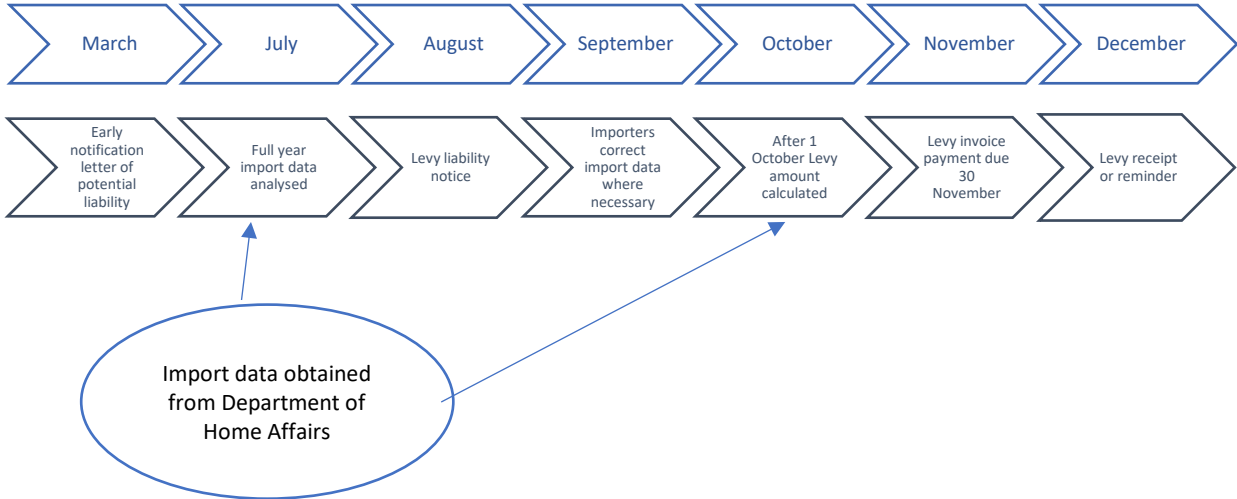 March
July
August
September
October
November
December
Early
notification
letter of
potential
liability
Full year
import data
analysed
Levy liability
notice
Importers
correct
import data
where
necessary
After 1
October Levy
amount
calculated
Levy invoice
payment due
30
November
Levy receipt
or reminder
Import data obtained
from Department of
Home Affairs